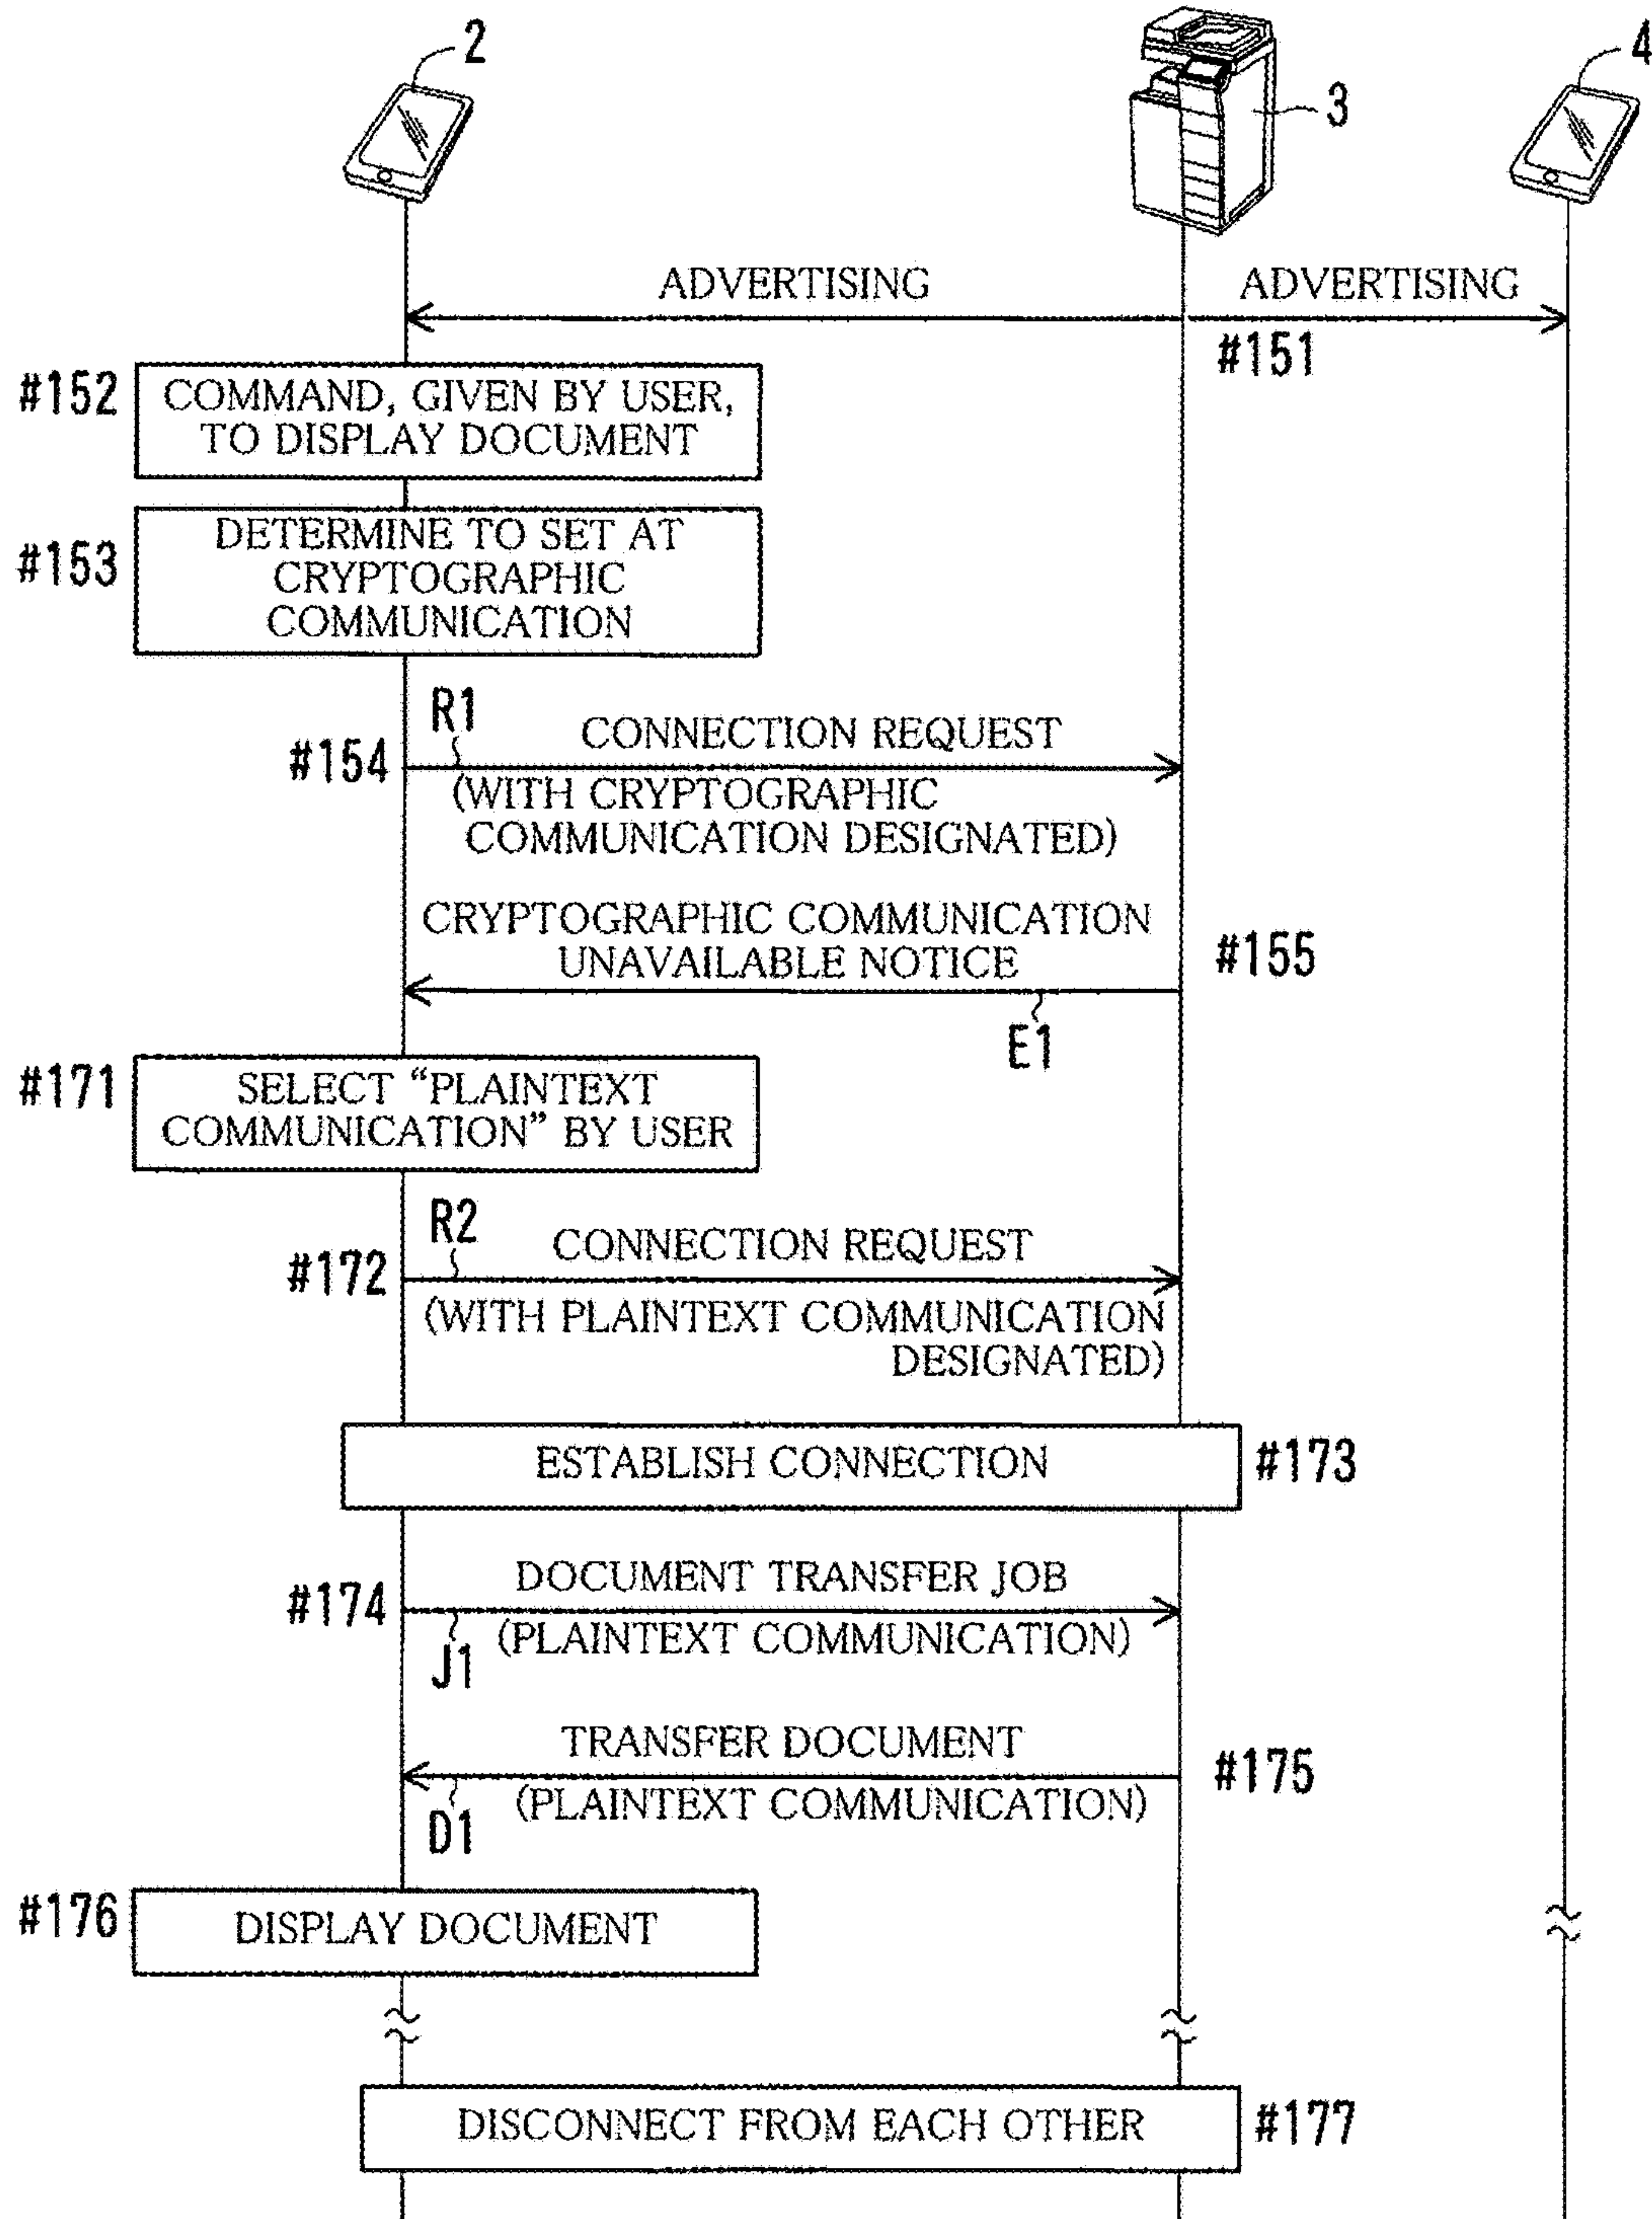 2
3
4
ADVERTISING
ADVERTISING
#151
#152
COMMAND, GIVEN BY USER,
TO DISPLAY DOCUMENT
#153
DETERMINE TO SET AT
CRYPTOGRAPHIC
COMMUNICATION
R1
#154
CONNECTION REQUEST
(WITH CRYPTOGRAPHIC
COMMUNICATION DESIGNATED)
CRYPTOGRAPHIC COMMUNICATION
UNAVAILABLE NOTICE
#155
E1
#171
SELECT “PLAINTEXT
COMMUNICATION” BY USER
R2
#172
CONNECTION REQUEST
(WITH PLAINTEXT COMMUNICATION
DESIGNATED)
ESTABLISH CONNECTION
#173
#174
DOCUMENT TRANSFER JOB
J1
(PLAINTEXT COMMUNICATION)
TRANSFER DOCUMENT
#175
D1
(PLAINTEXT COMMUNICATION)
#176
DISPLAY DOCUMENT
DISCONNECT FROM EACH OTHER
#177